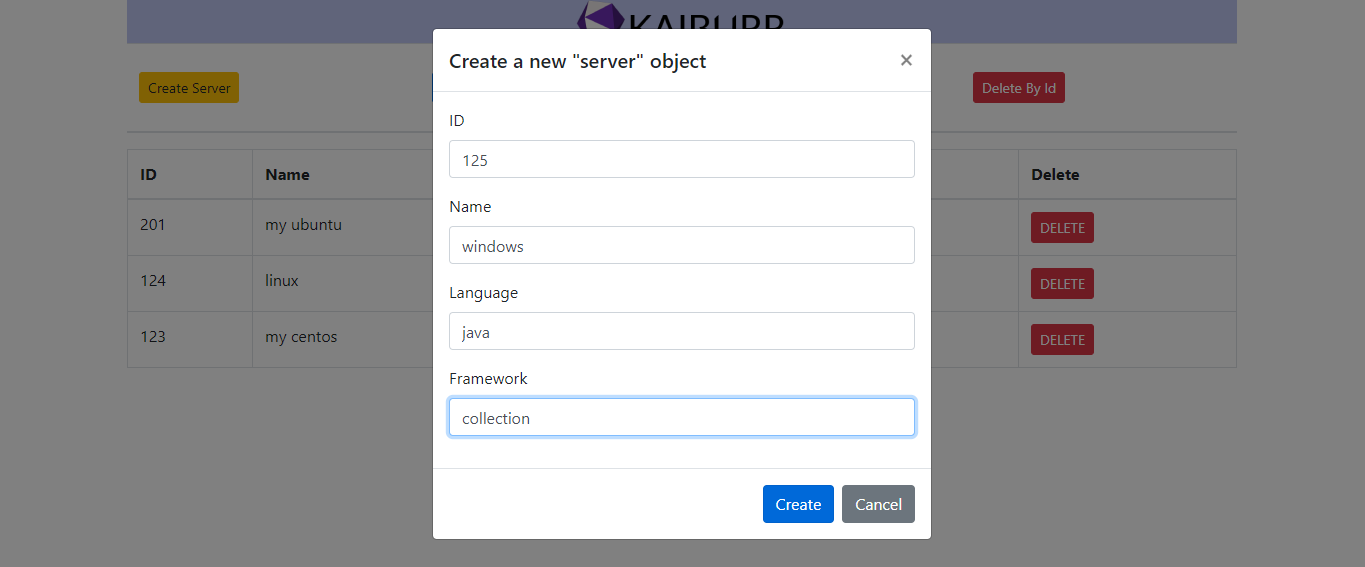 Create a new "server" object ×
Create Server
Delete By Id
ID
125
ID Name Delete
Name
201 my ubuntu DELETE
windows
124 linux DELETE
Language
java
123 my centos DELETE
Framework
collection
Create Cancel